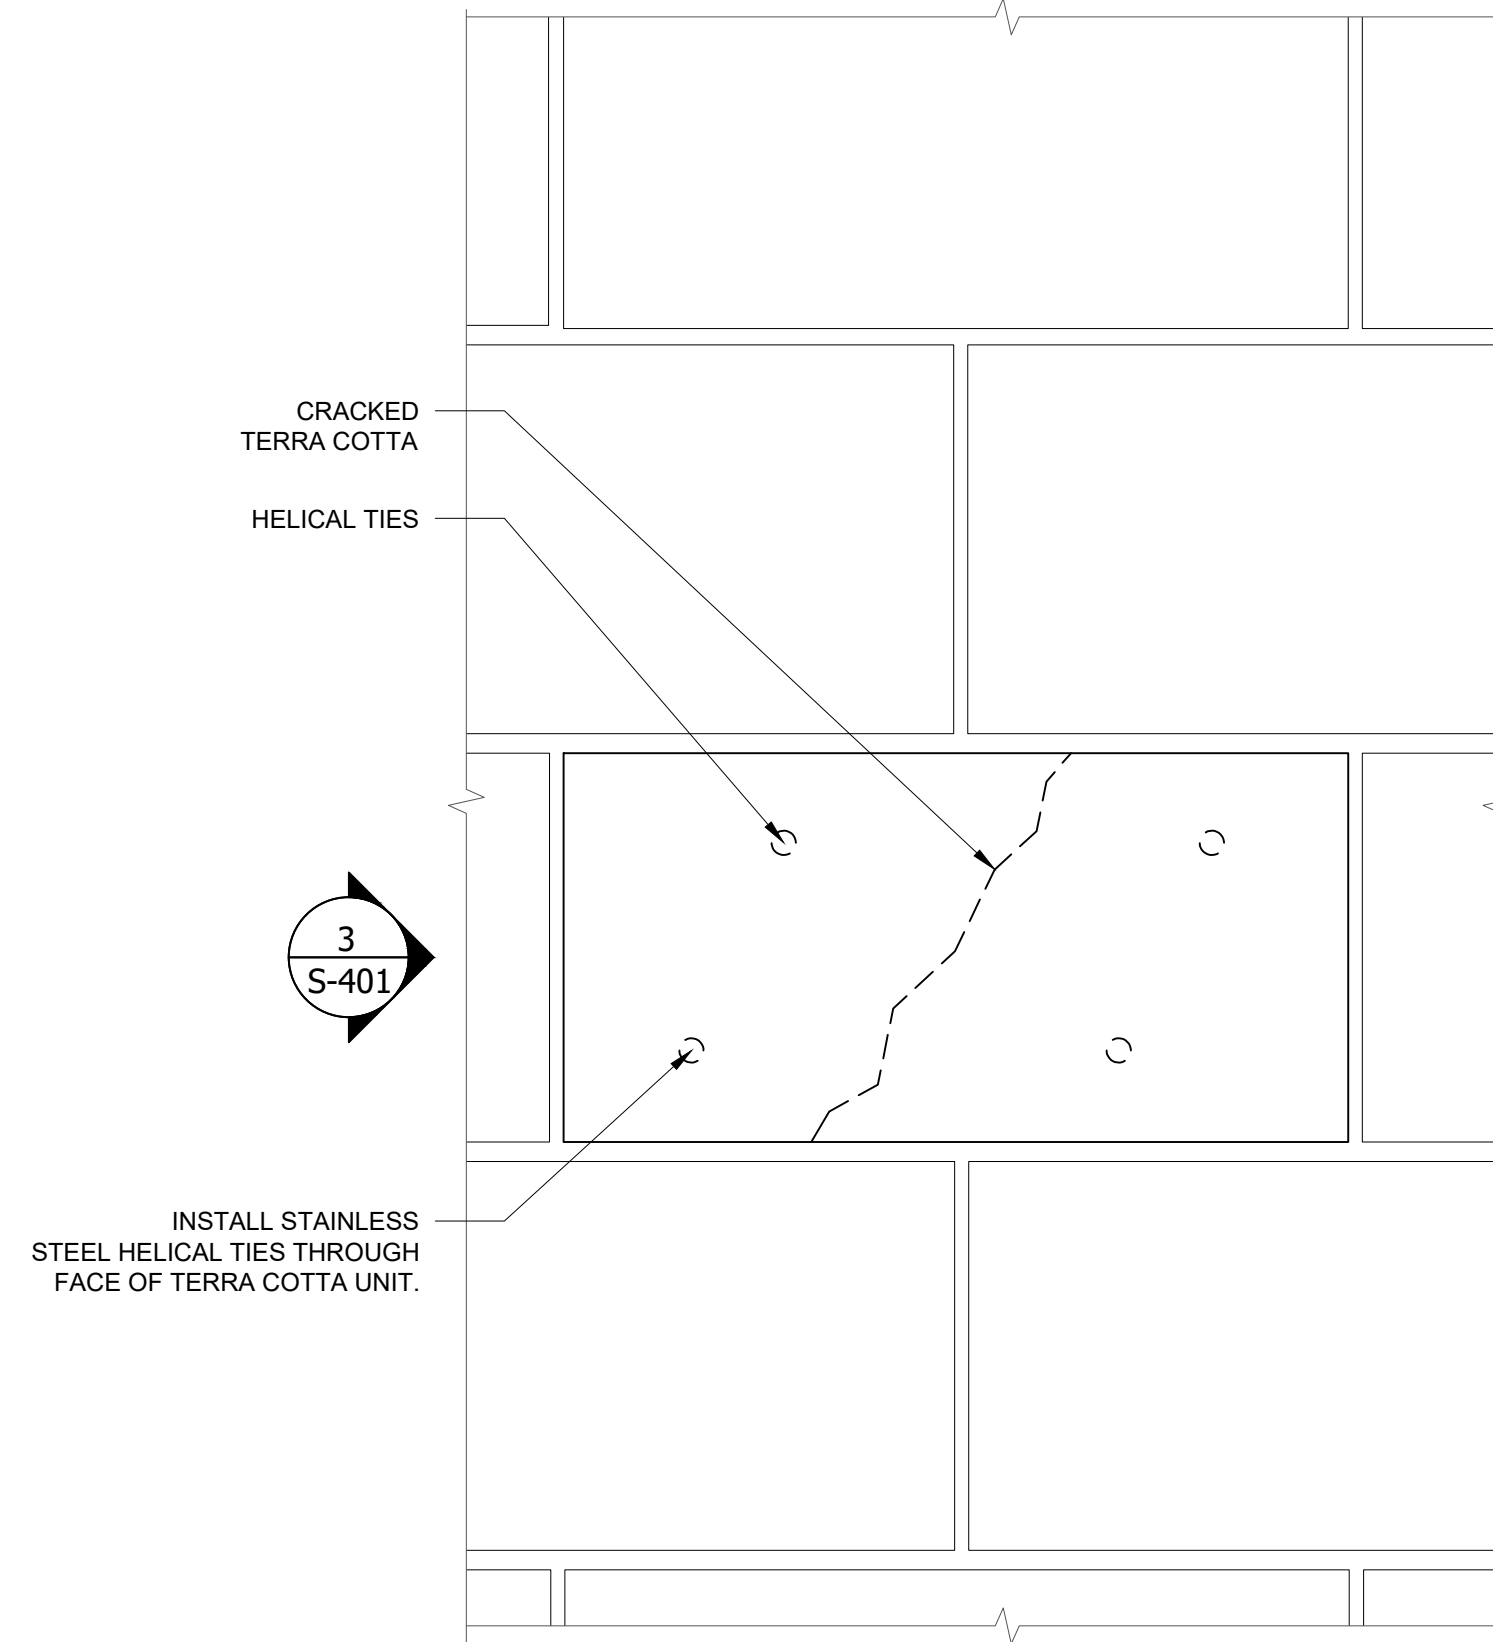 CRACKED
TERRA COTTA
HELICAL TIES
3
S-401
INSTALL STAINLESS
STEEL HELICAL TIES THROUGH
FACE OF TERRA COTTA UNIT.